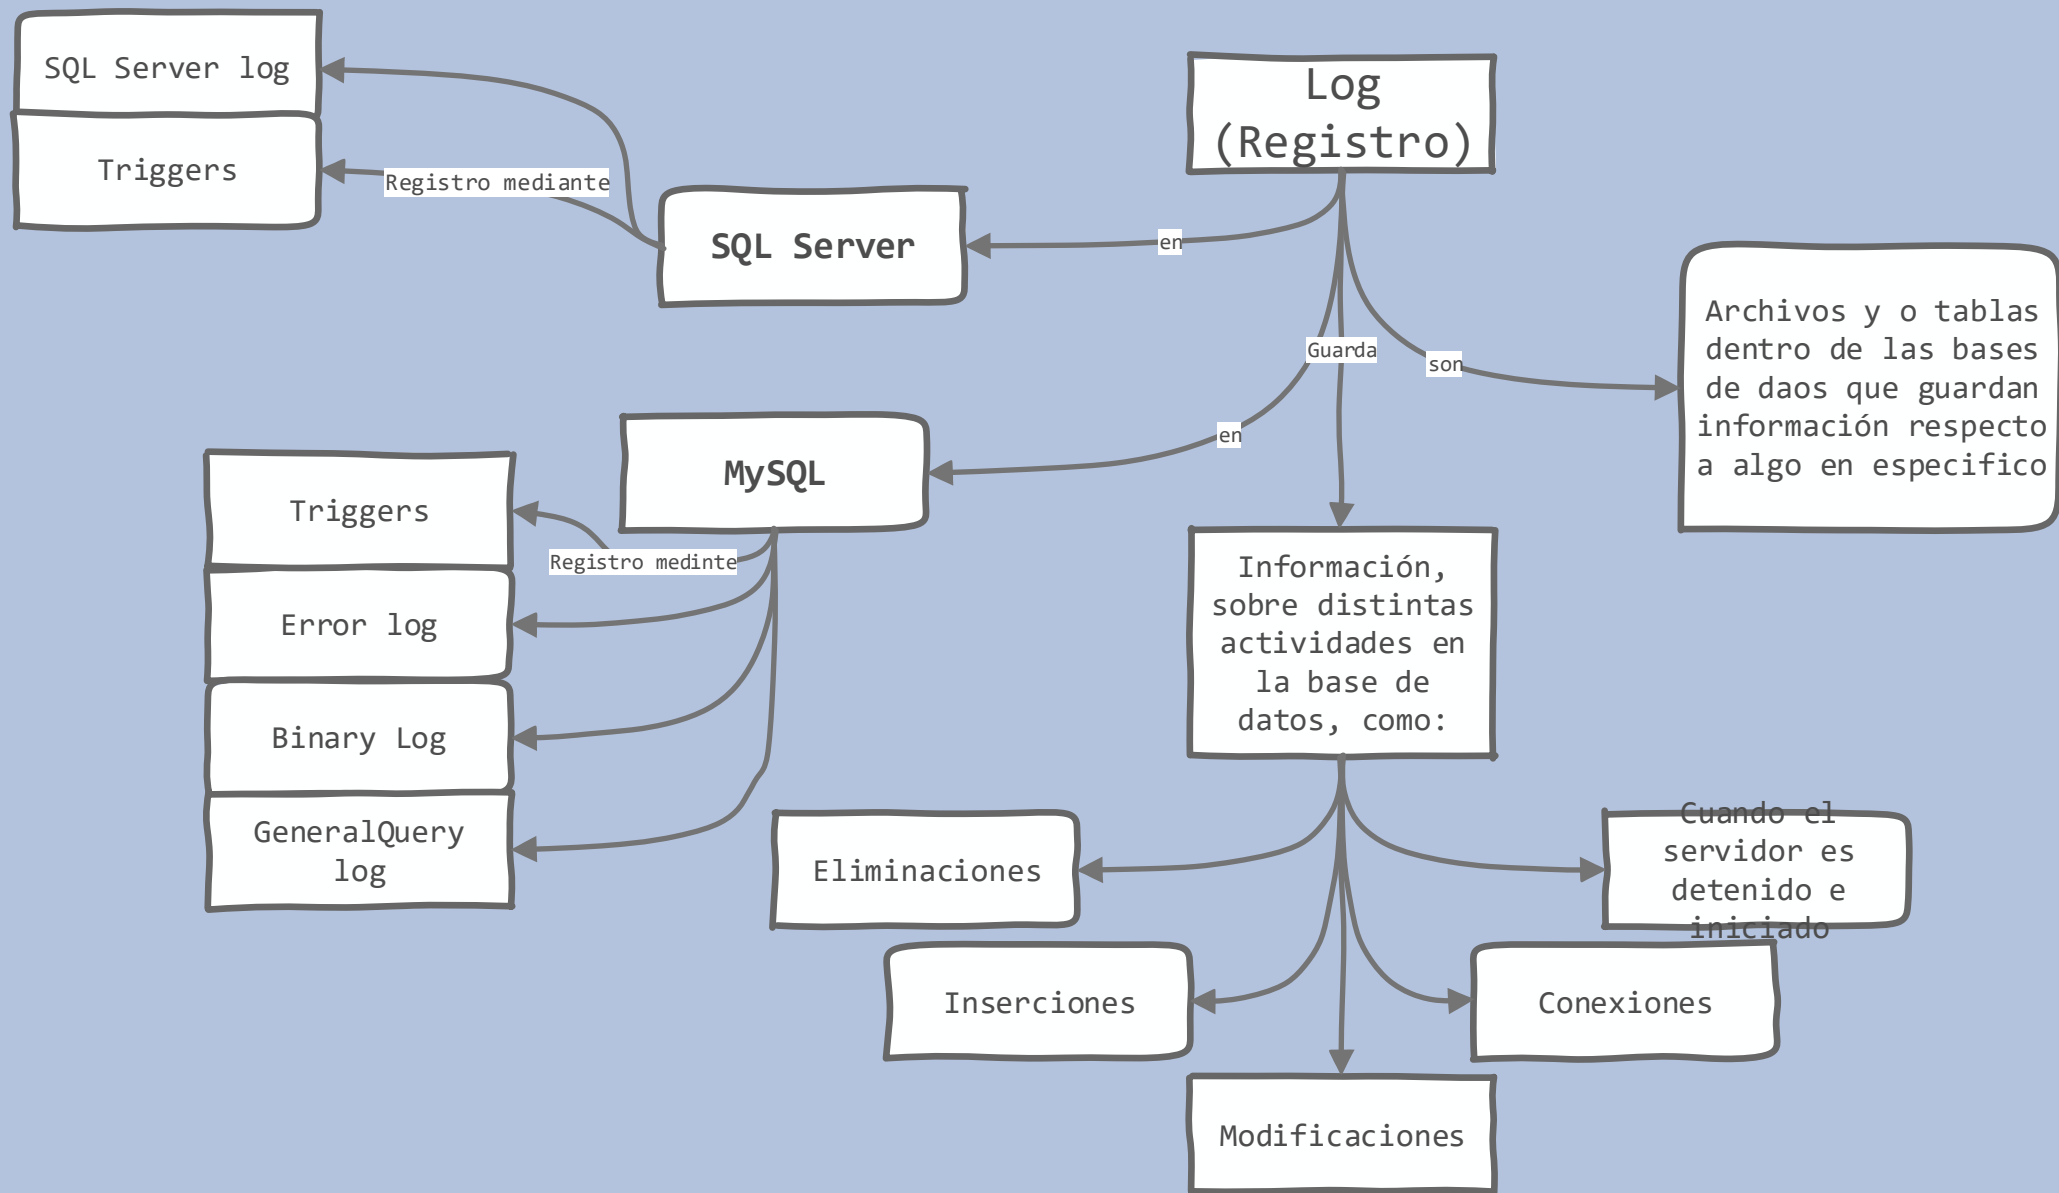 SQL Server log
Triggers
Registro mediante
SQL Server
en
Log
(Registro)
Guarda
son
Archivos y o tablas
dentro de las bases
de daos que guardan
información respecto
a algo en especifico
en
MySQL
Triggers
Registro medinte
Error log
Binary Log
GeneralQuery
log
Información,
sobre distintas
actividades en
la base de
datos, como:
Eliminaciones
Cuando el
servidor es
detenido e
iniciado
Inserciones
Conexiones
Modificaciones